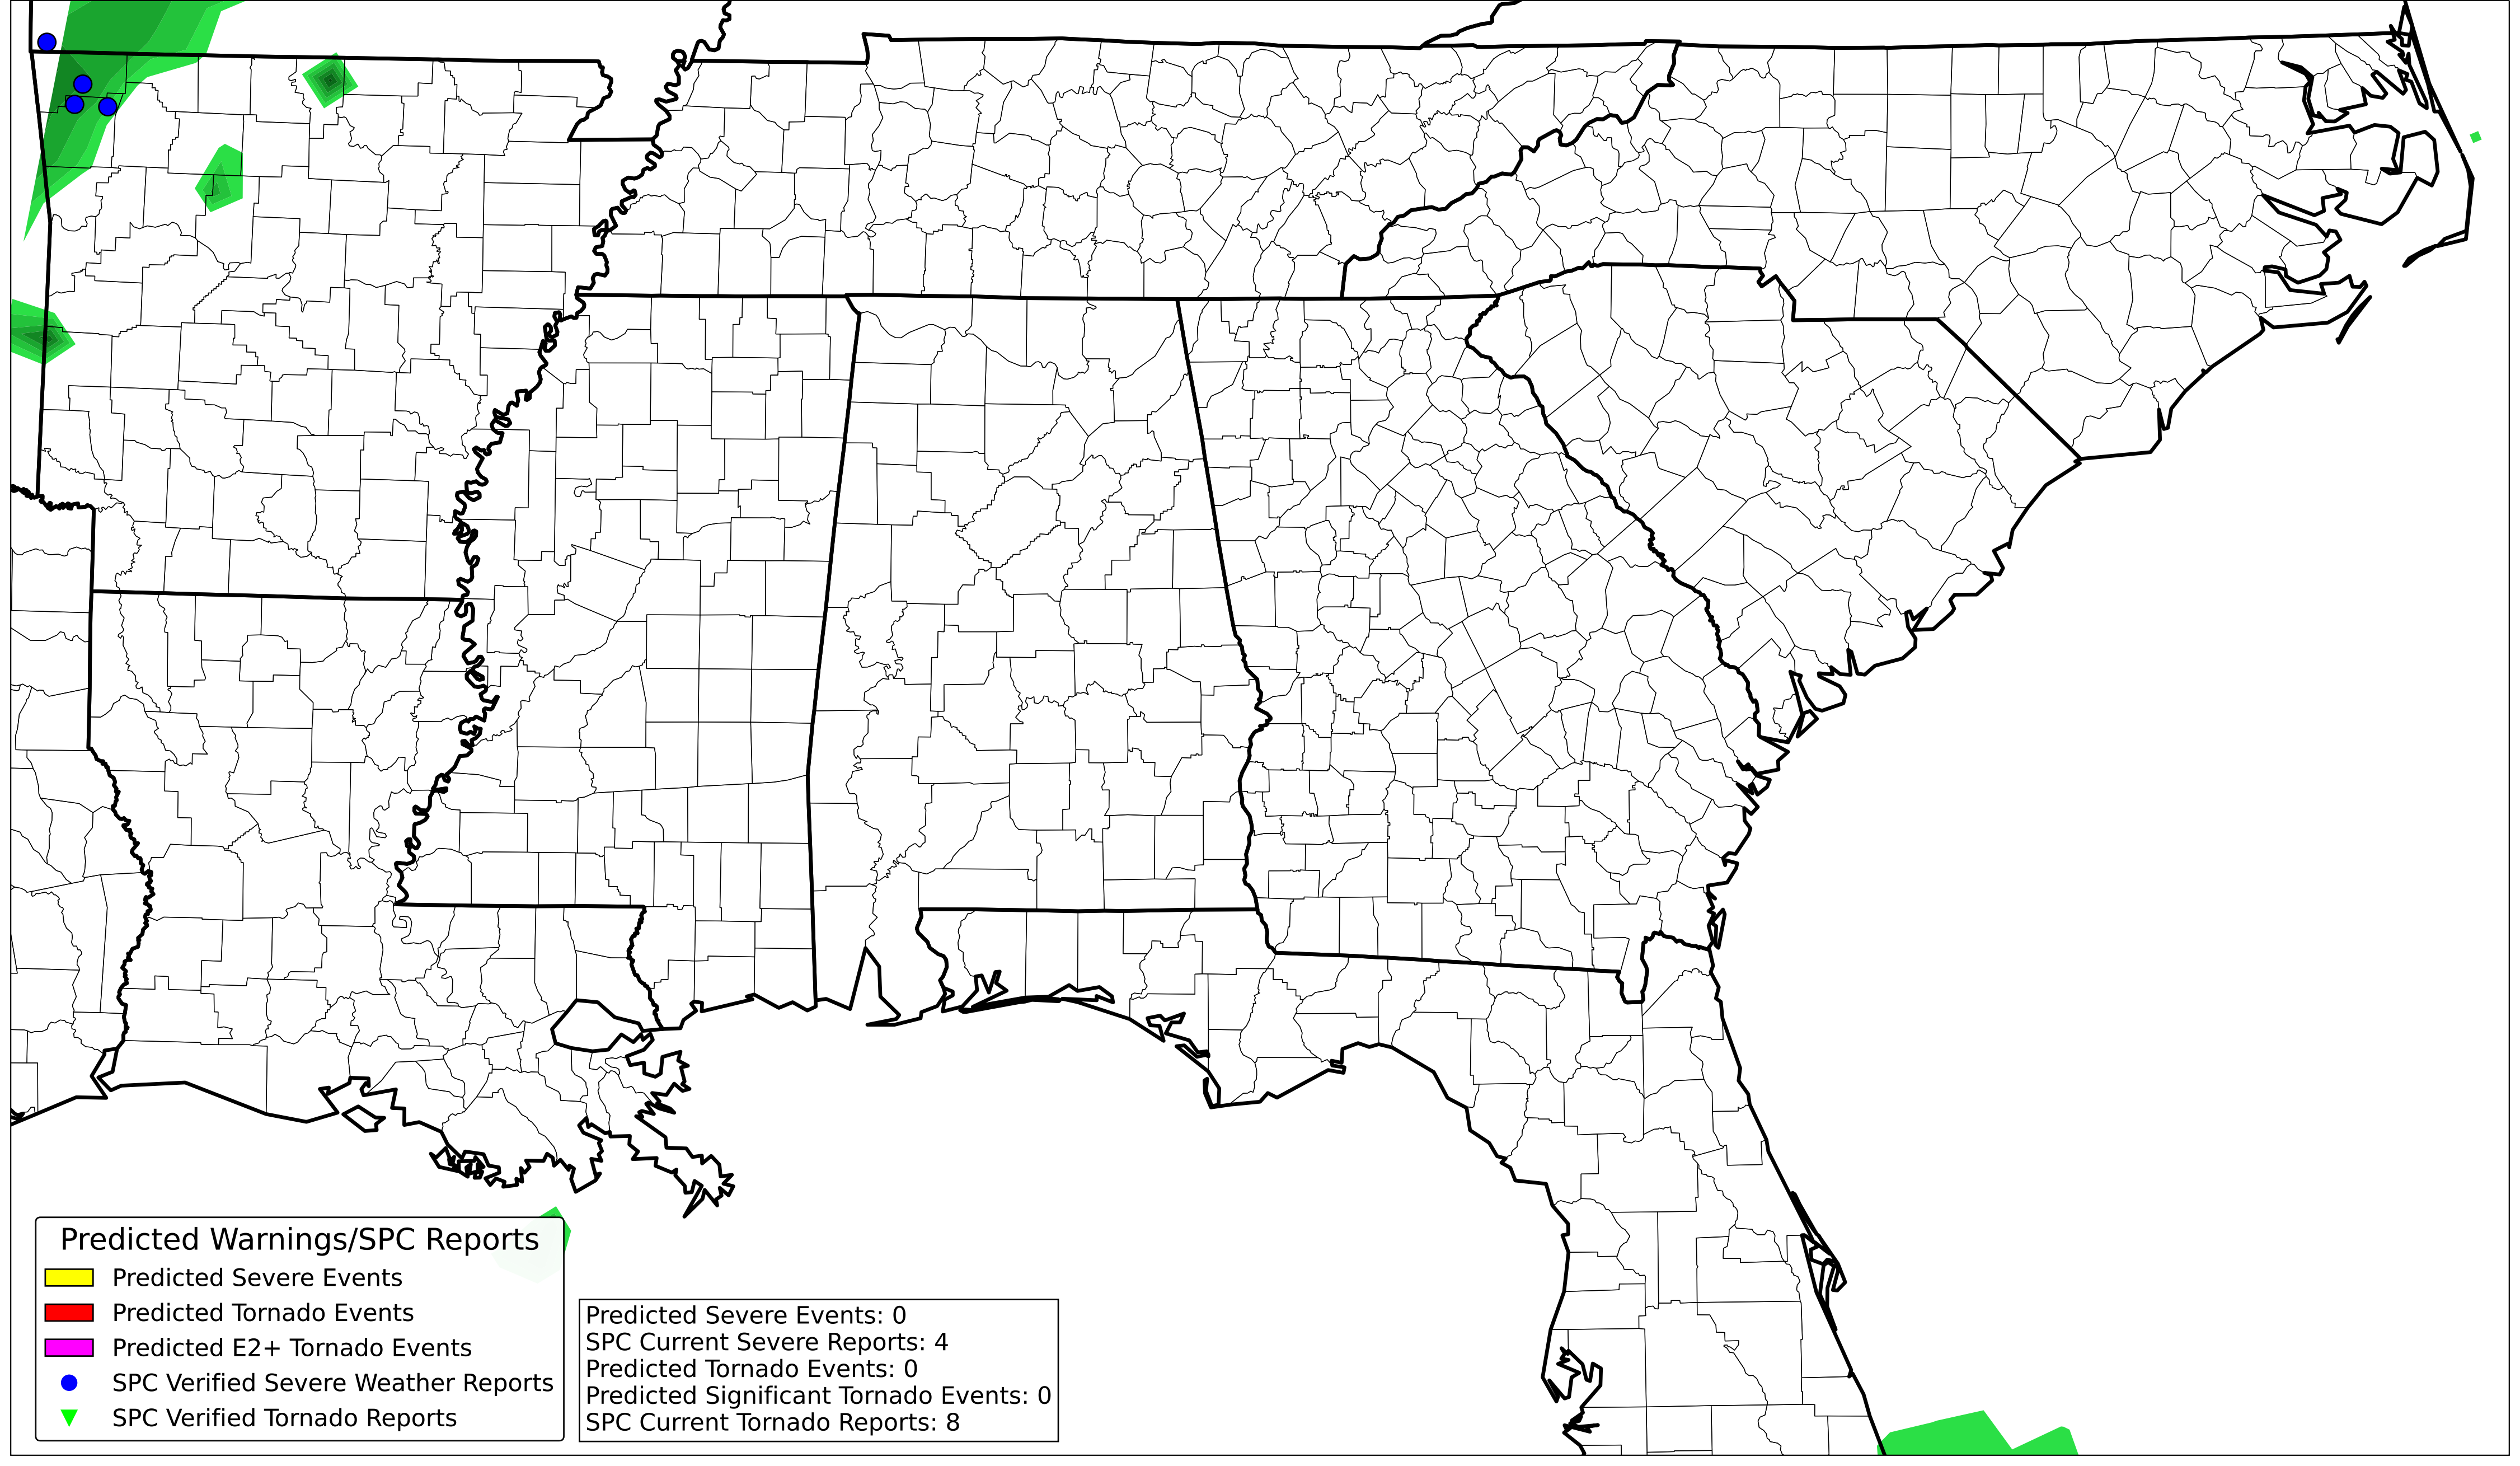 Predicted Warnings/SPC Reports
Predicted Severe Events
Predicted Tornado Events
Predicted E2+ Tornado Events
SPC Verified Severe Weather Reports
SPC Verified Tornado Reports
Predicted Severe Events: 0
SPC Current Severe Reports: 4
Predicted Tornado Events: 0
Predicted Significant Tornado Events: 0
SPC Current Tornado Reports: 8